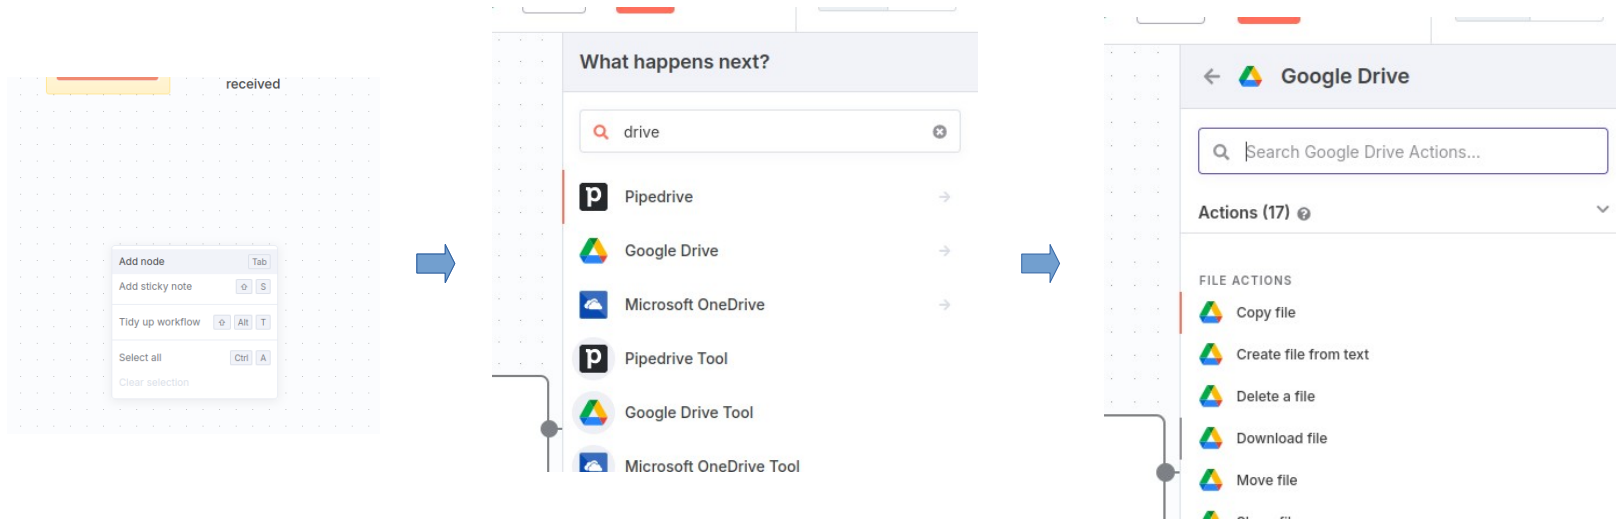 received
Add node Tab
Add sticky note ⇧ S
Tidy up workflow ⇧ Alt T
Select all Ctrl A
Clear selection
What happens next?
drive
Pipedrive
Google Drive
Microsoft OneDrive
Pipedrive Tool
Google Drive Tool
Microsoft OneDrive Tool
Google Drive
Search Google Drive Actions...
Actions (17)
FILE ACTIONS
Copy file
Create file from text
Delete a file
Download file
Move file